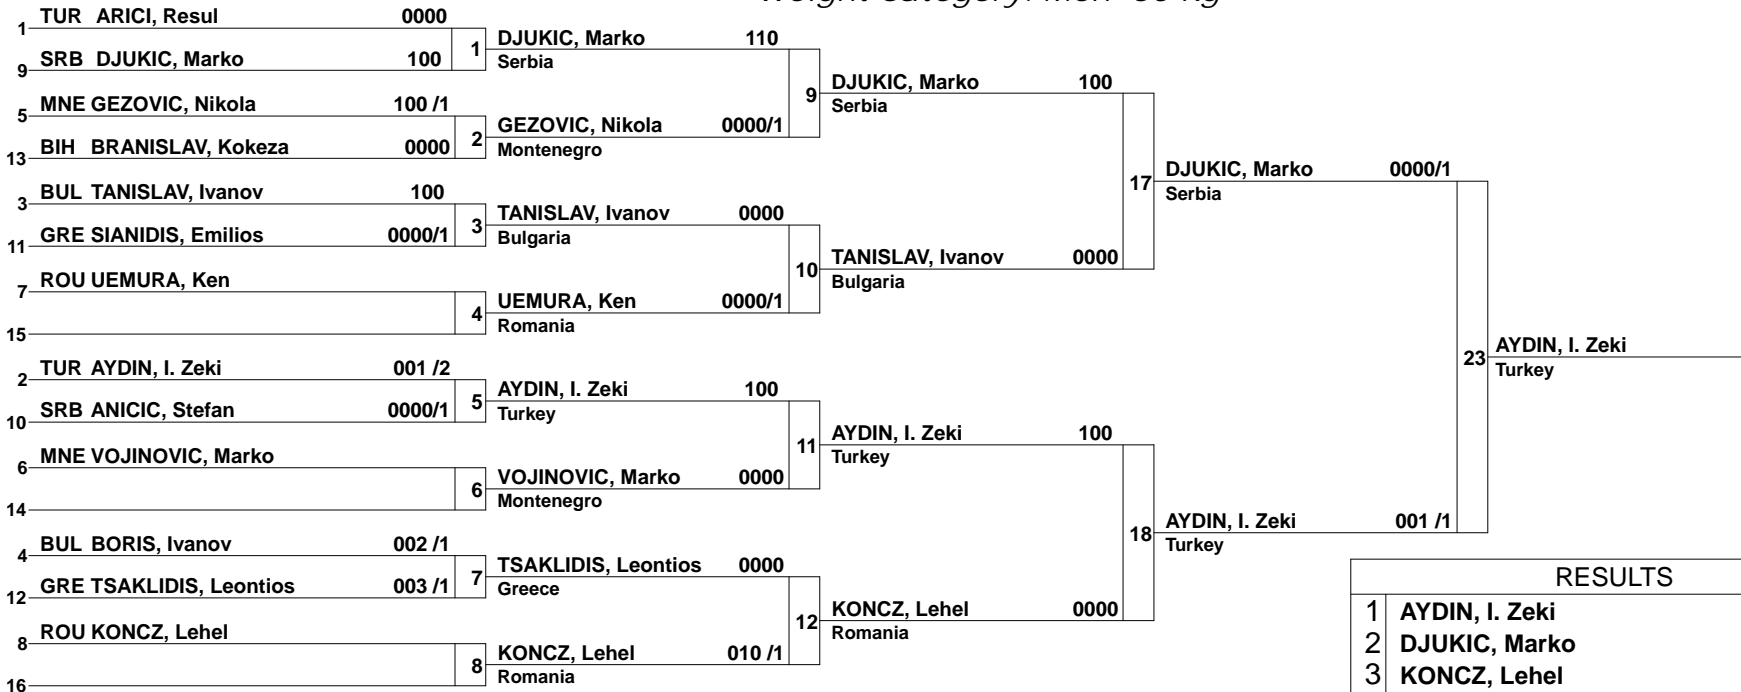 TUR ARICI, Resul 0000
1
SRB DJUKIC, Marko 100
9
1
MNE GEZOVIC, Nikola 100 /1
5
BIH BRANISLAV, Kokeza 0000
13
2
BUL TANISLAV, Ivanov 100
3
GRE SIANIDIS, Emilios 0000/1
11
3
ROU UEMURA, Ken
7
15
4
TUR AYDIN, I. Zeki 001 /2
2
SRB ANICIC, Stefan 0000/1
10
5
MNE VOJINOVIC, Marko
6
14
6
BUL BORIS, Ivanov 002 /1
4
GRE TSAKLIDIS, Leontios 003 /1
12
7
ROU KONCZ, Lehel
8
16
8
DJUKIC, Marko 110
Serbia
GEZOVIC, Nikola 0000/1
Montenegro
9
TANISLAV, Ivanov 0000
Bulgaria
UEMURA, Ken 0000/1
Romania
10
AYDIN, I. Zeki 100
Turkey
VOJINOVIC, Marko 0000
Montenegro
11
TSAKLIDIS, Leontios 0000
Greece
KONCZ, Lehel 010 /1
Romania
12
DJUKIC, Marko 100
Serbia
TANISLAV, Ivanov 0000
Bulgaria
17
AYDIN, I. Zeki 100
Turkey
KONCZ, Lehel 0000
Romania
18
DJUKIC, Marko 0000/1
Serbia
AYDIN, I. Zeki 001 /1
Turkey
23
AYDIN, I. Zeki
Turkey
RESULTS
1 AYDIN, I. Zeki
2 DJUKIC, Marko
3 KONCZ, Lehel